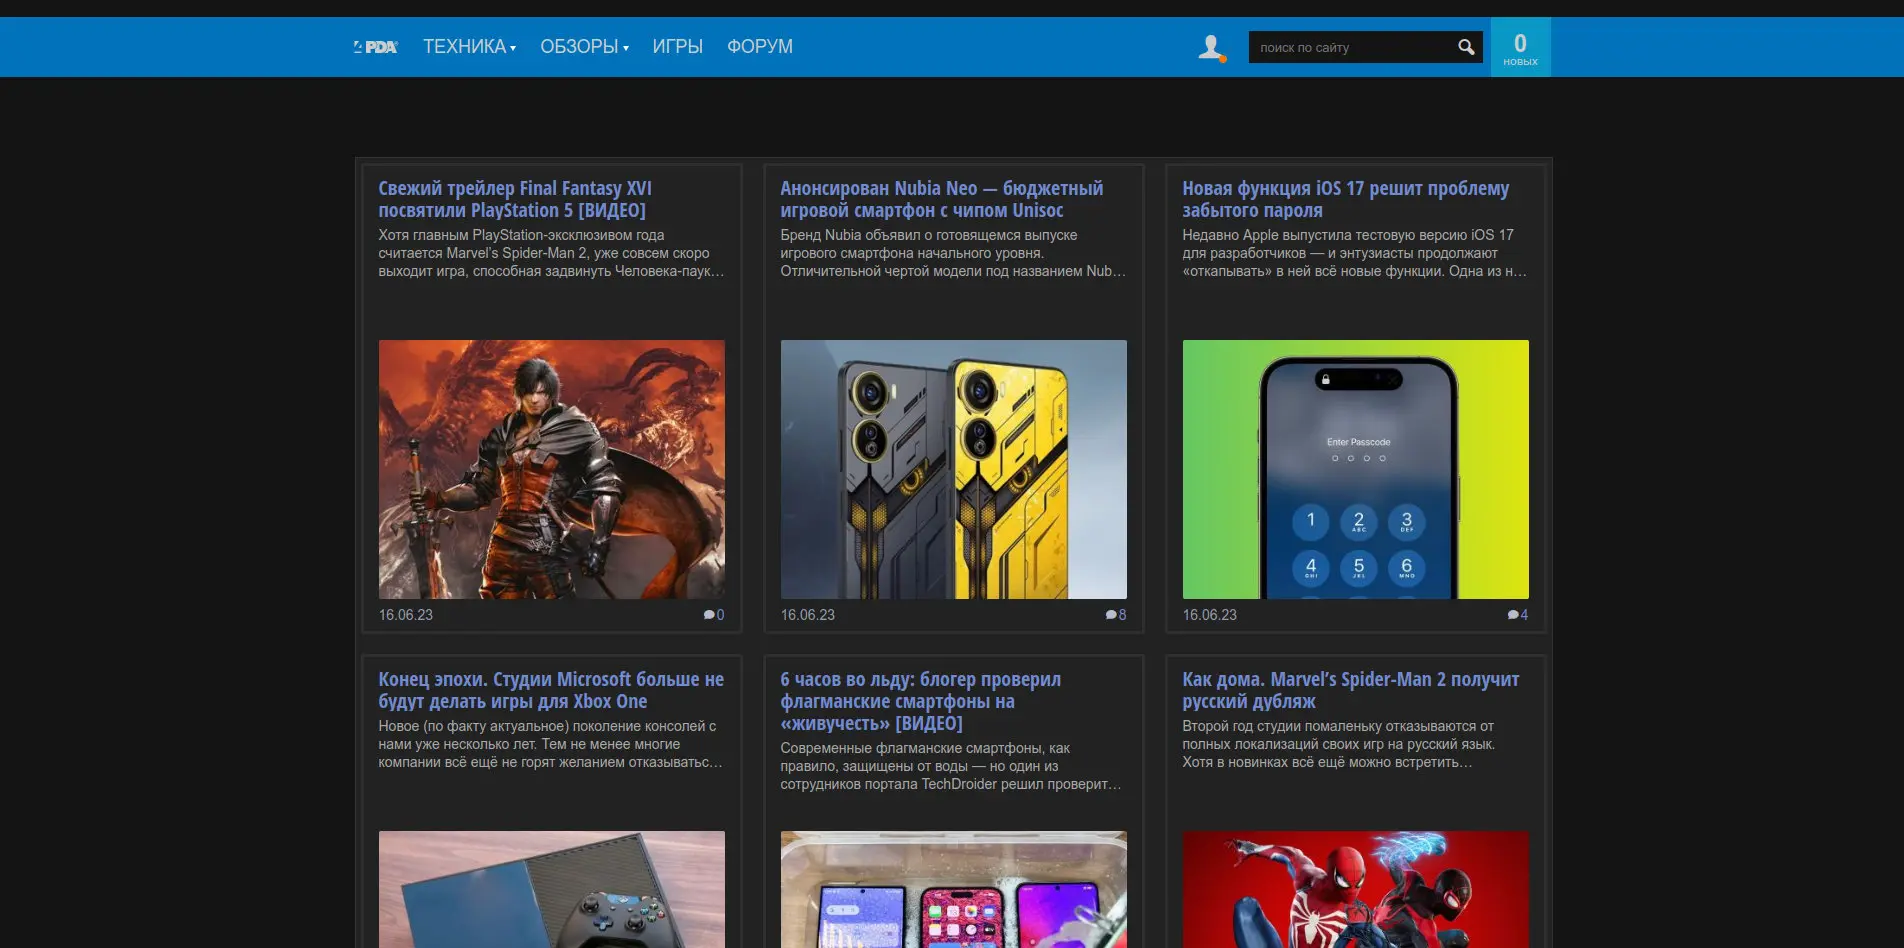 4PDA
ТЕХНИКА
ОБЗОРЫ
ИГРЫ
ФОРУМ
поиск по сайту
0
НОВЫХ
Свежий трейлер Final Fantasy XVI
посвятили PlayStation 5 [ВИДЕО]
Хотя главным PlayStation-эксклюзивом года
считается Marvel’s Spider-Man 2, уже совсем скоро
выходит игра, способная задвинуть Человека-паук…
16.06.23
0
Анонсирован Nubia Neo — бюджетный
игровой смартфон с чипом Unisoc
Бренд Nubia объявил о готовящемся выпуске
игрового смартфона начального уровня.
Отличительной чертой модели под названием Nub…
16.06.23
8
Новая функция iOS 17 решит проблему
забытого пароля
Недавно Apple выпустила тестовую версию iOS 17
для разработчиков — и энтузиасты продолжают
«откапывать» в ней всё новые функции. Одна из н…
Enter Passcode
1
2
ABC
3
DEF
4
GHI
5
JKL
6
MNO
16.06.23
4
Конец эпохи. Студии Microsoft больше не
будут делать игры для Xbox One
Новое (по факту актуальное) поколение консолей с
нами уже несколько лет. Тем не менее многие
компании всё ещё не горят желанием отказыватьс…
6 часов во льду: блогер проверил
флагманские смартфоны на
«живучесть» [ВИДЕО]
Современные флагманские смартфоны, как
правило, защищены от воды — но один из
сотрудников портала TechDroider решил проверит…
Как дома. Marvel’s Spider-Man 2 получит
русский дубляж
Второй год студии помаленьку отказываются от
полных локализаций своих игр на русский язык.
Хотя в новинках всё ещё можно встретить…